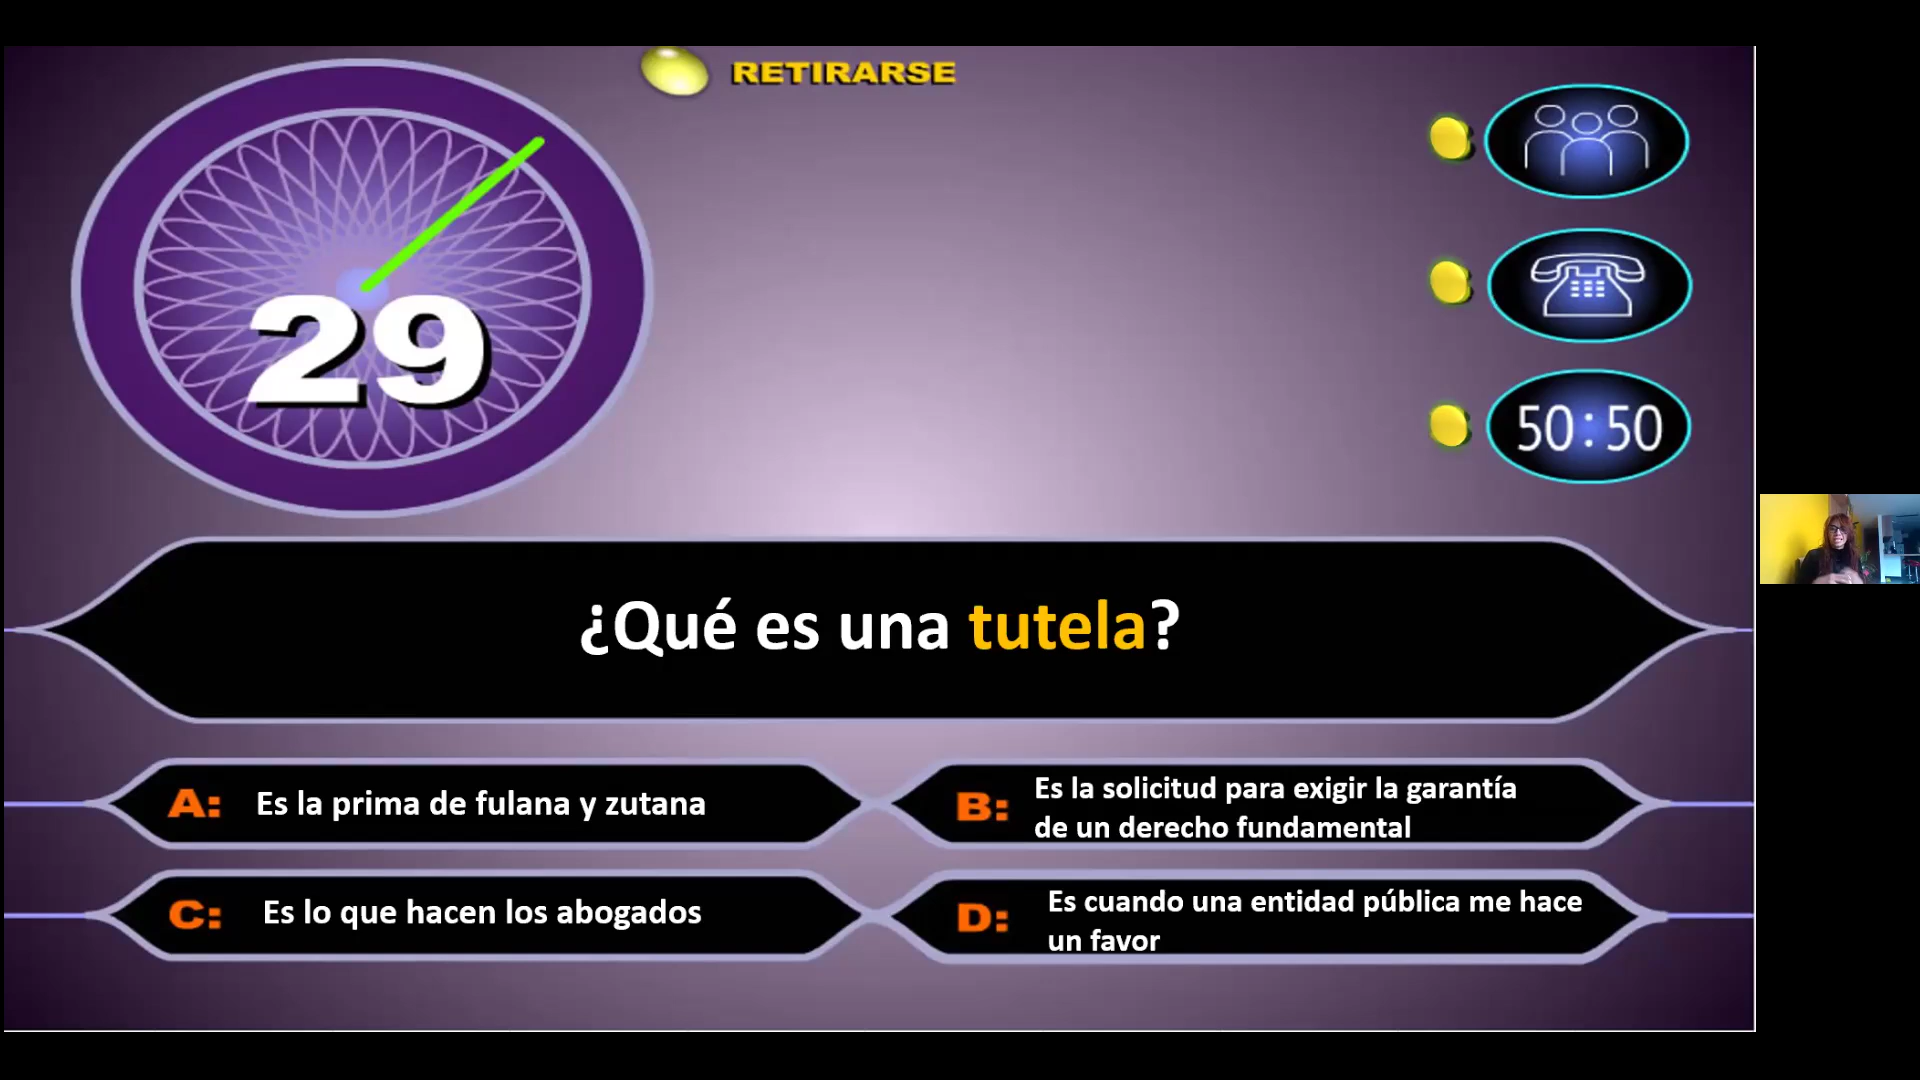 RETIRARSE
29
50:50
¿Qué es una tutela?
A: Es la prima de fulana y zutana
B: Es la solicitud para exigir la garantía
de un derecho fundamental
C: Es lo que hacen los abogados
D: Es cuando una entidad pública me hace
un favor